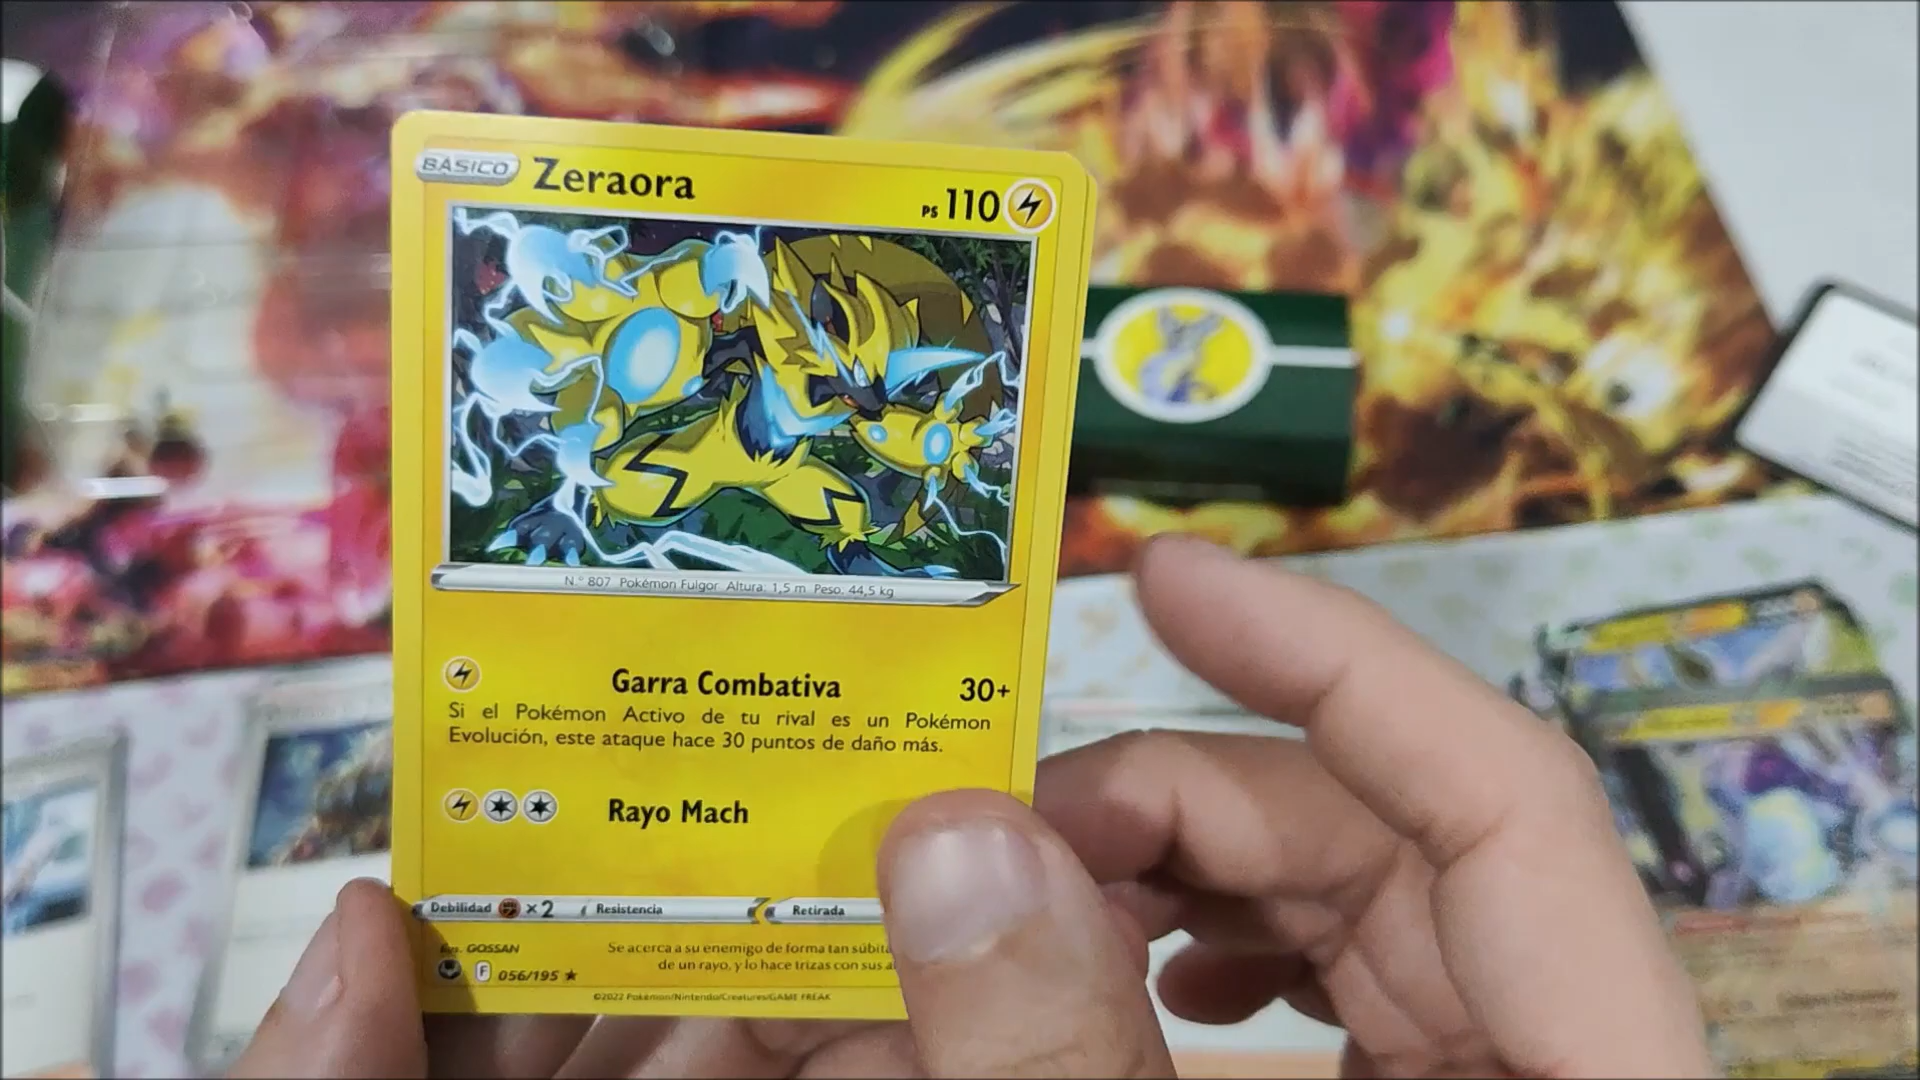 BÁSICO Zeraora PS 110
N.º 807 Pokémon Fulgor Altura: 1,5 m Peso: 44,5 kg
Garra Combativa 30+
Si el Pokémon Activo de tu rival es un Pokémon
Evolución, este ataque hace 30 puntos de daño más.
Rayo Mach
Debilidad ×2 Resistencia Retirada
Ilus. GOSSAN
Se acerca a su enemigo de forma tan súbita
de un rayo, y lo hace trizas con sus
F 056/195 ★
©2022 Pokémon/Nintendo/Creatures/GAME FREAK